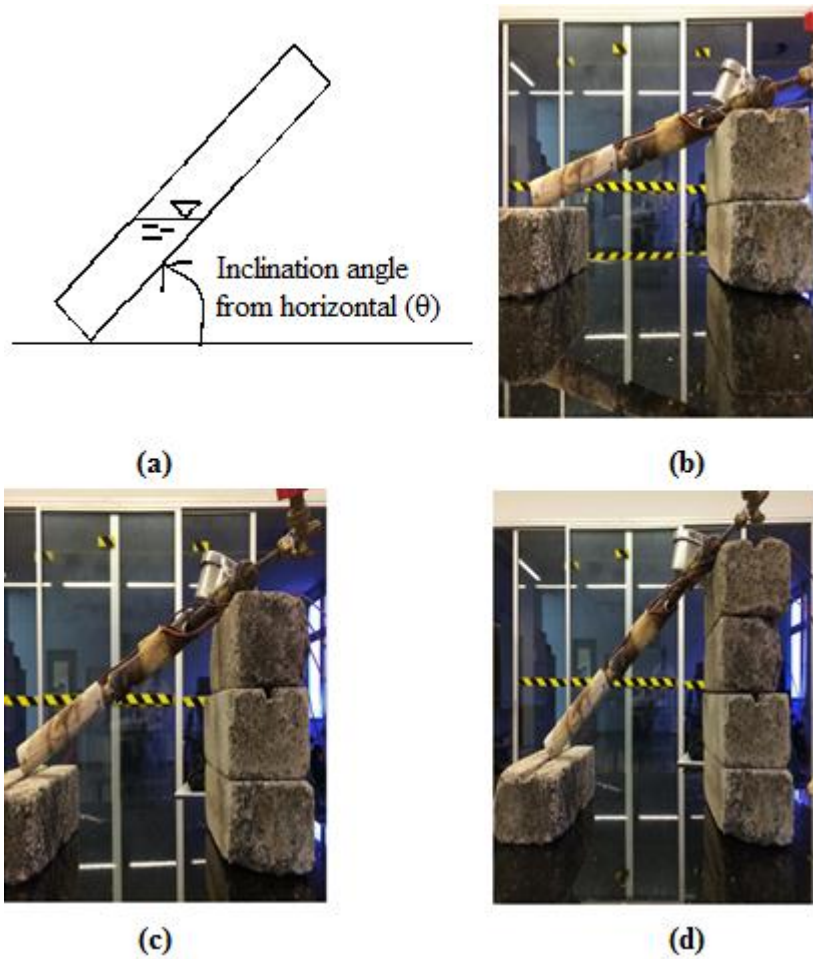 Inclination angle
from horizontal (θ)
(a)
(b)
(c)
(d)